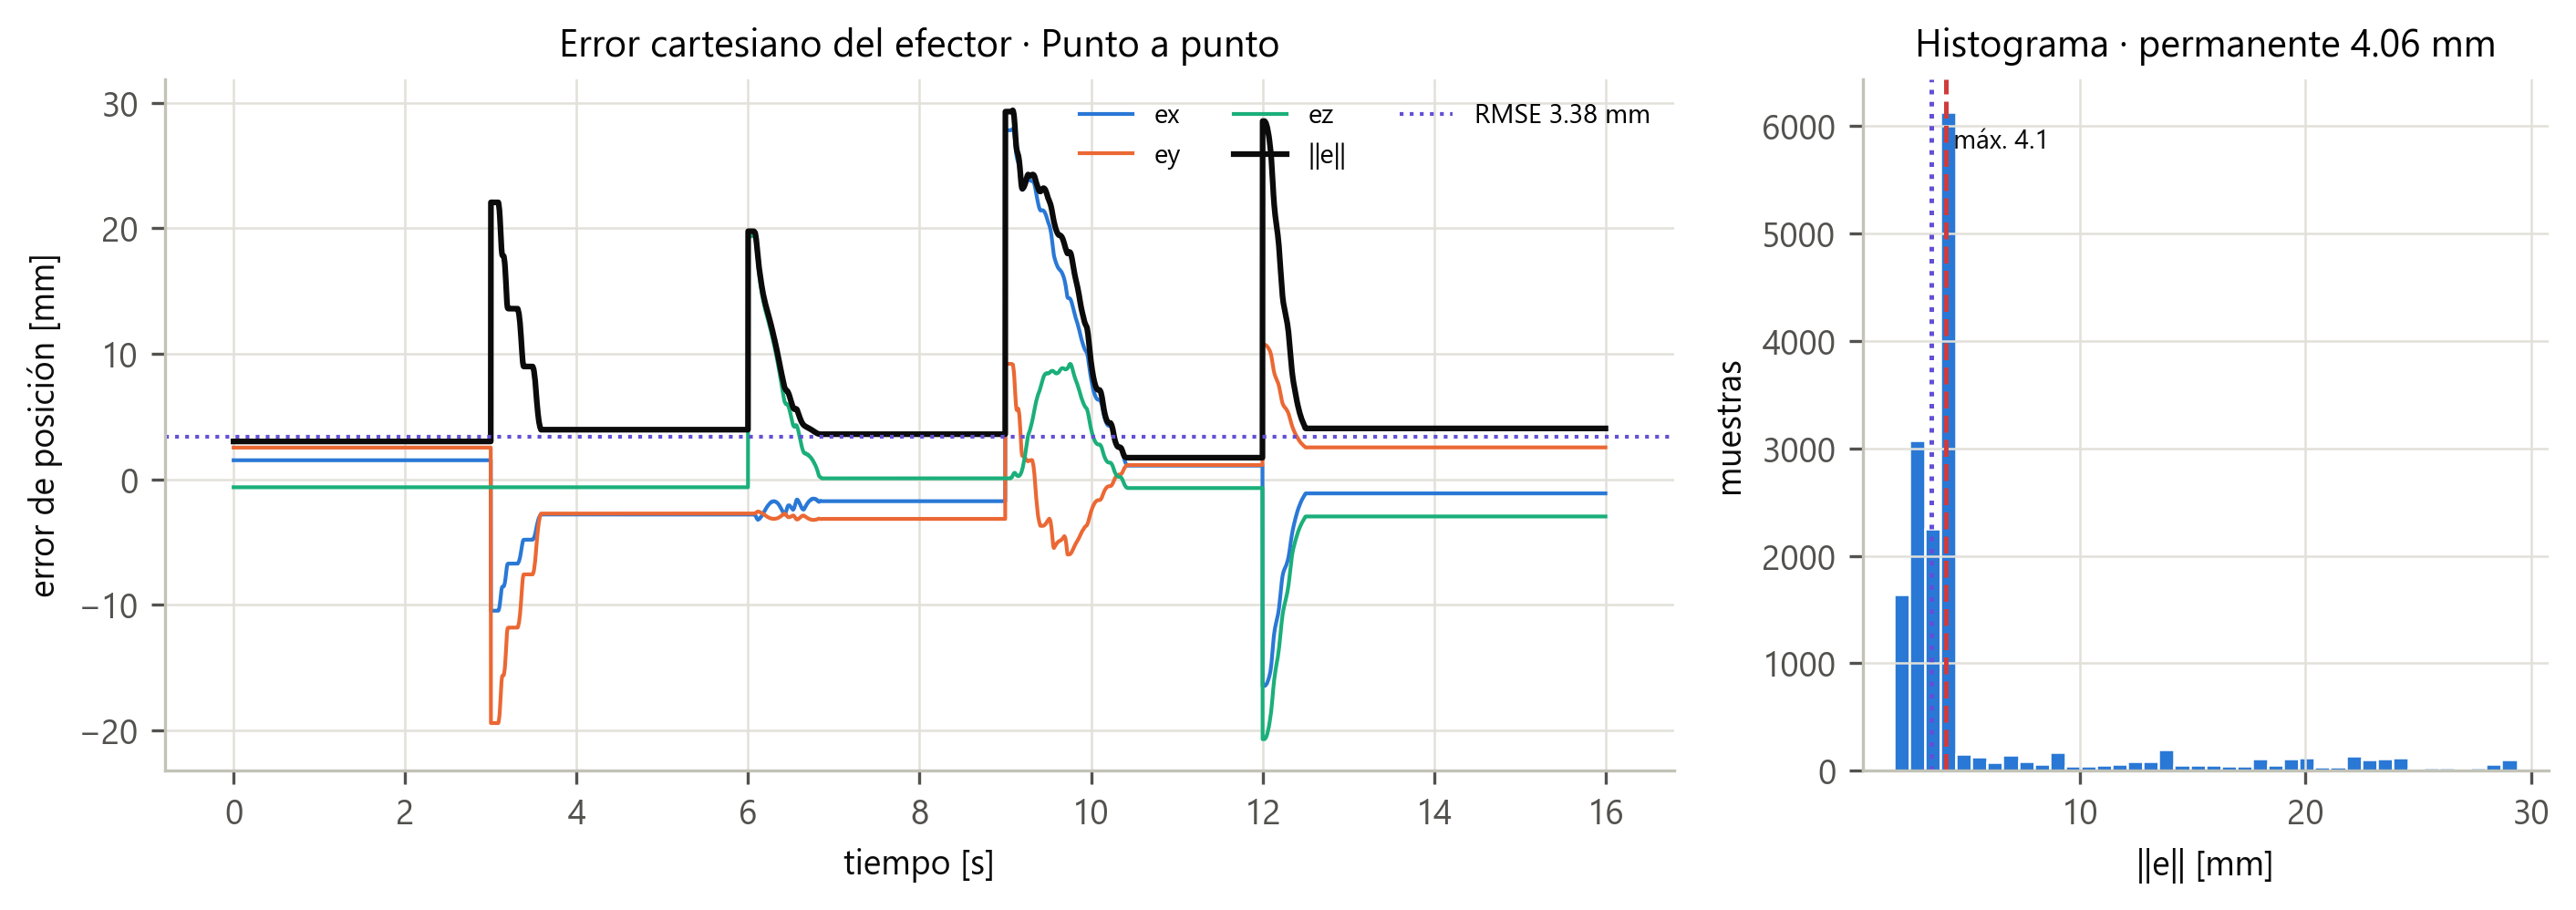 Error cartesiano del efector · Punto a punto
error de posición [mm]
30
20
10
0
−10
−20
0 2 4 6 8 10 12 14 16
tiempo [s]
ex
ey
ez
||e||
RMSE 3.38 mm
Histograma · permanente 4.06 mm
muestras
6000
5000
4000
3000
2000
1000
0
máx. 4.1
10 20 30
||e|| [mm]